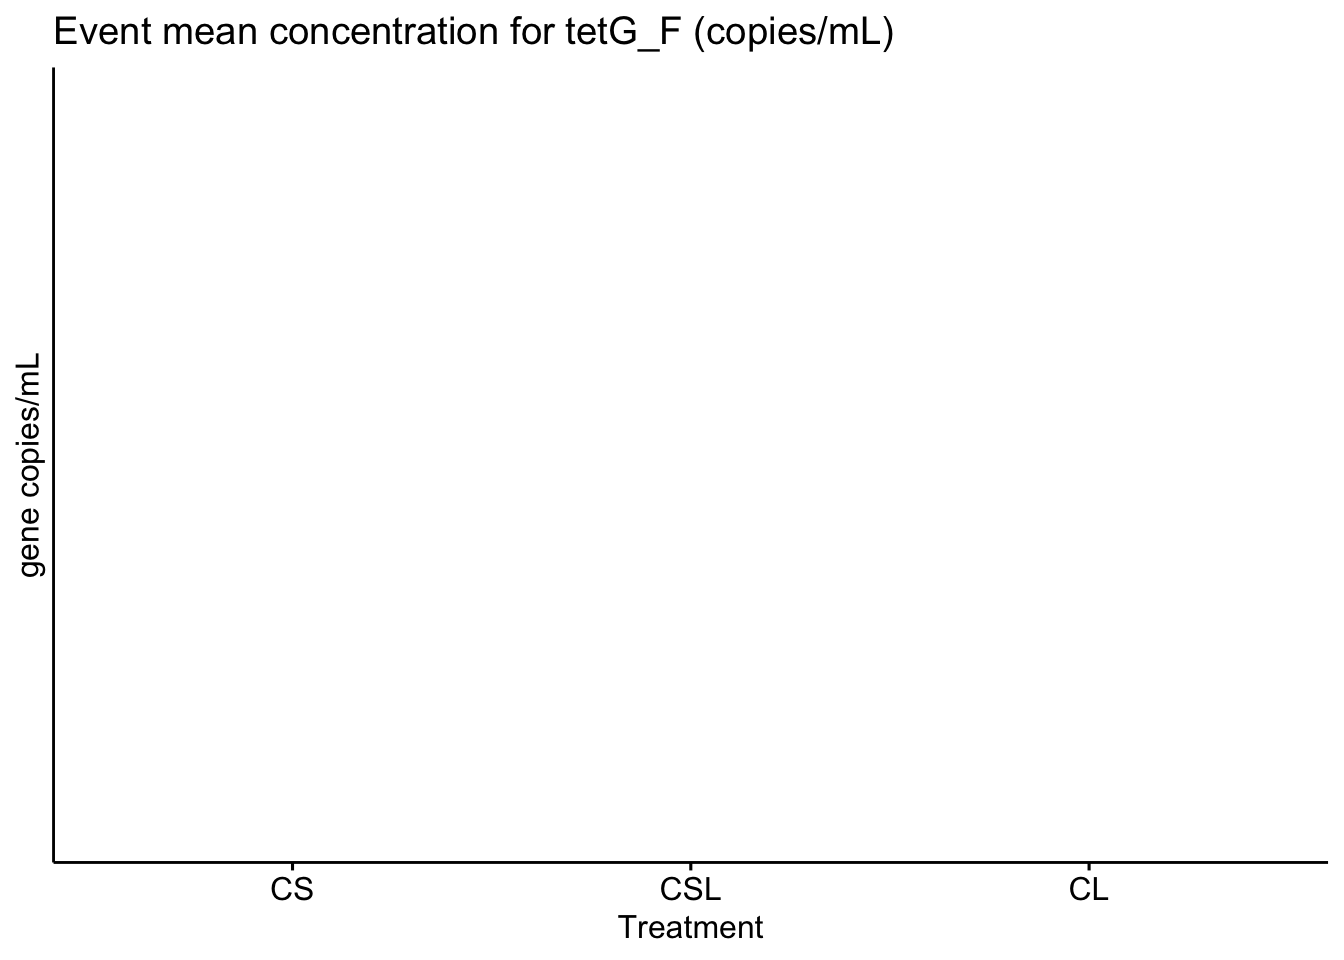 Event mean concentration for tetG_F (copies/mL)
gene copies/mL
CS
CSL
CL
Treatment